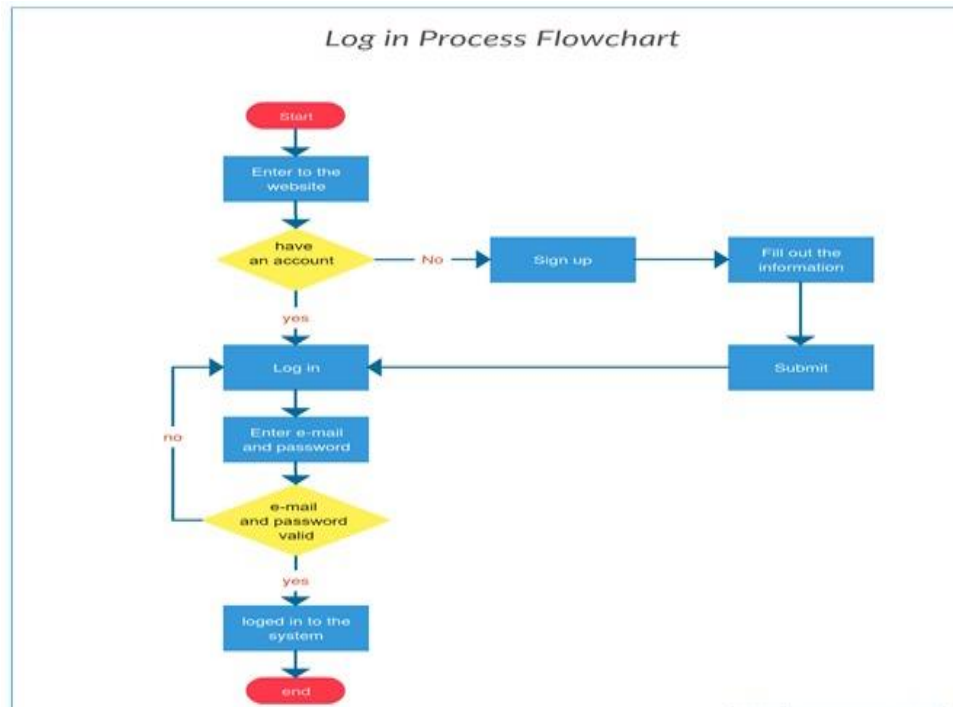 Log in Process Flowchart
Start
Enter to the
website
have
an account
No
Sign up
Fill out the
information
yes
Log in
Submit
no
Enter e-mail
and password
e-mail
and password
valid
yes
loged in to the
system
end